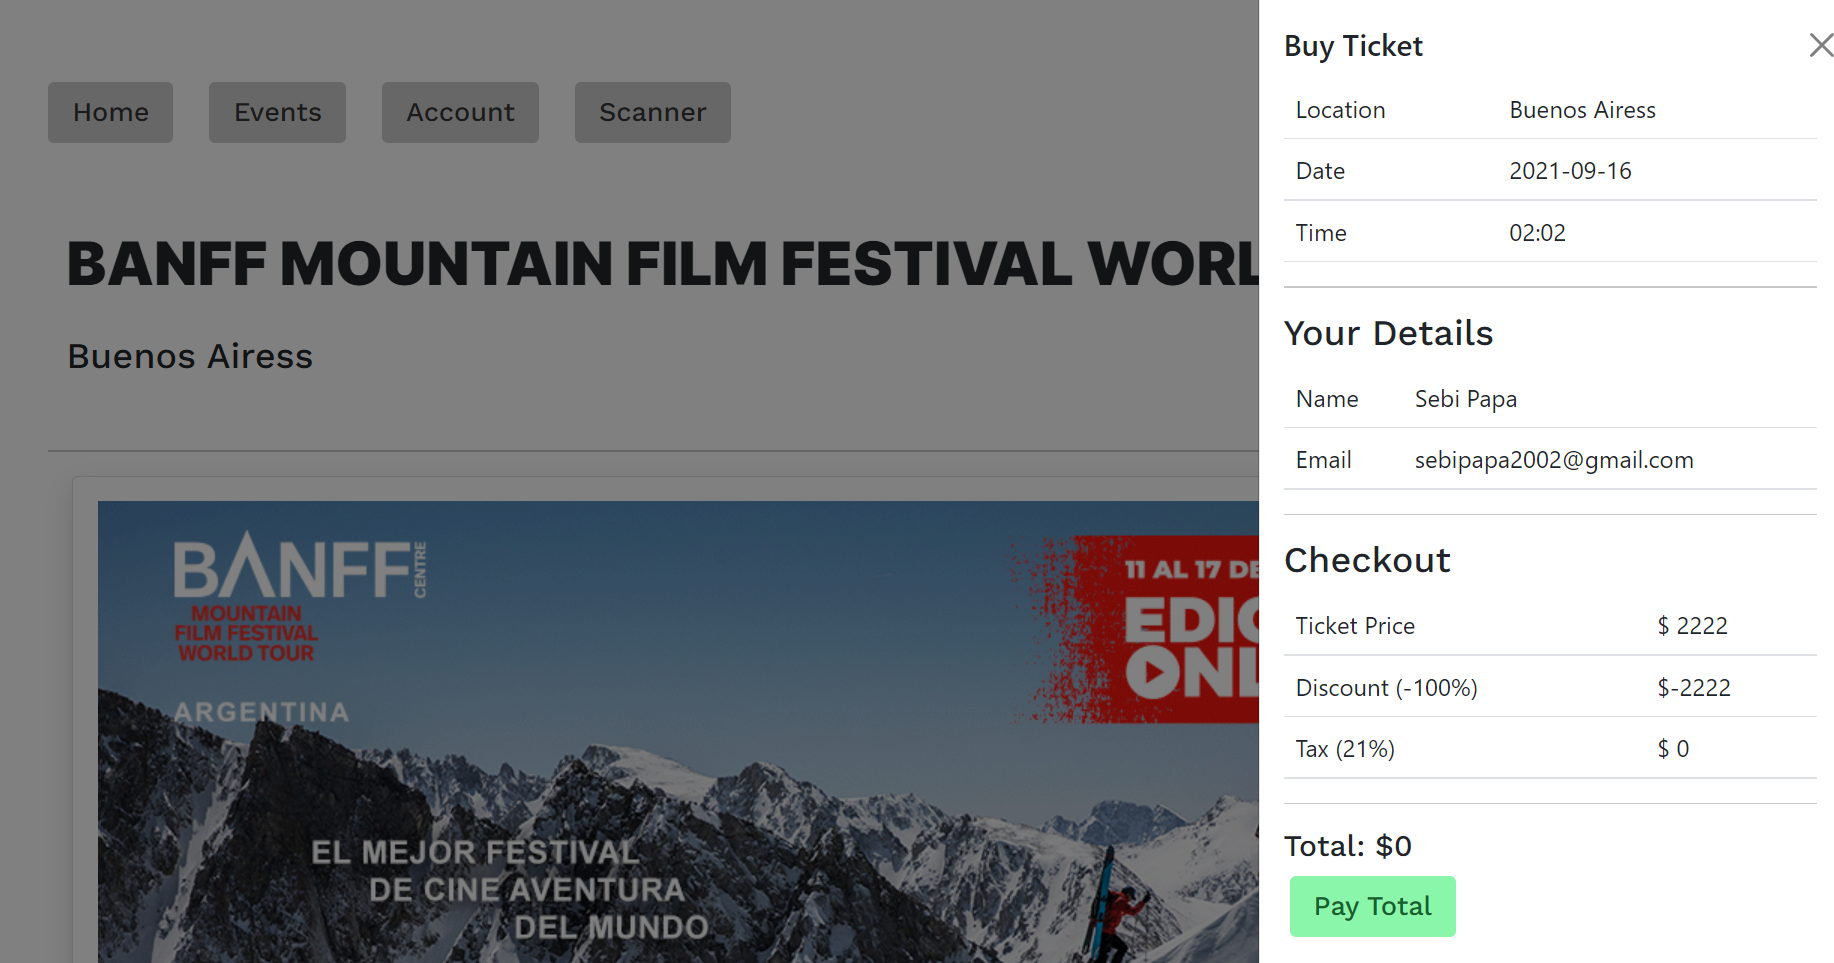 Home Events Account Scanner
BANFF MOUNTAIN FILM FESTIVAL WORL
Buenos Airess
BANFF CENTRE
MOUNTAIN
FILM FESTIVAL
WORLD TOUR
ARGENTINA
11 AL 17 DE
EDIC
ONL
EL MEJOR FESTIVAL
DE CINE AVENTURA
DEL MUNDO
Buy Ticket
Location Buenos Airess
Date 2021-09-16
Time 02:02
Your Details
Name Sebi Papa
Email sebipapa2002@gmail.com
Checkout
Ticket Price $ 2222
Discount (-100%) $-2222
Tax (21%) $ 0
Total: $0
Pay Total